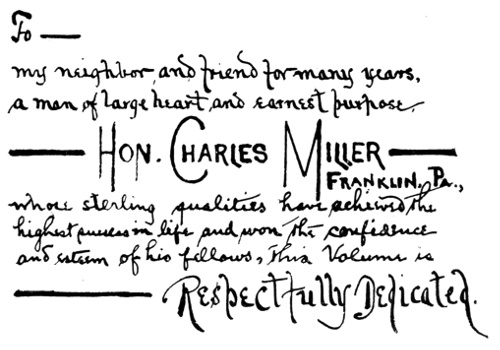 To —
my neighbor and friend for many years,
a man of large heart and earnest purpose,
— HON. CHARLES MILLER —
FRANKLIN, Pa.,
whose sterling qualities have achieved the
highest success in life and won the confidence
and esteem of his fellows, This Volume is
— Respectfully Dedicated.